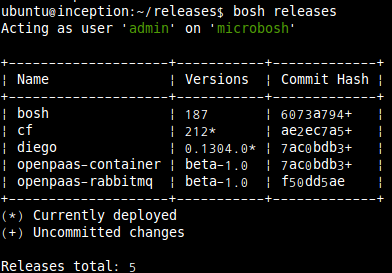 ubuntu@inception:~/releases$ bosh releases
Acting as user 'admin' on 'microbosh'
+--------------------+------------+-------------+
| Name | Versions | Commit Hash |
+--------------------+------------+-------------+
| bosh | 187 | 6073a794+ |
| cf | 212* | ae2ec7a5+ |
| diego | 0.1304.0* | 7ac0bdb3+ |
| openpaas-container | beta-1.0 | 7ac0bdb3+ |
| openpaas-rabbitmq | beta-1.0 | f50dd5ae |
+--------------------+------------+-------------+
(*) Currently deployed
(+) Uncommitted changes
Releases total: 5